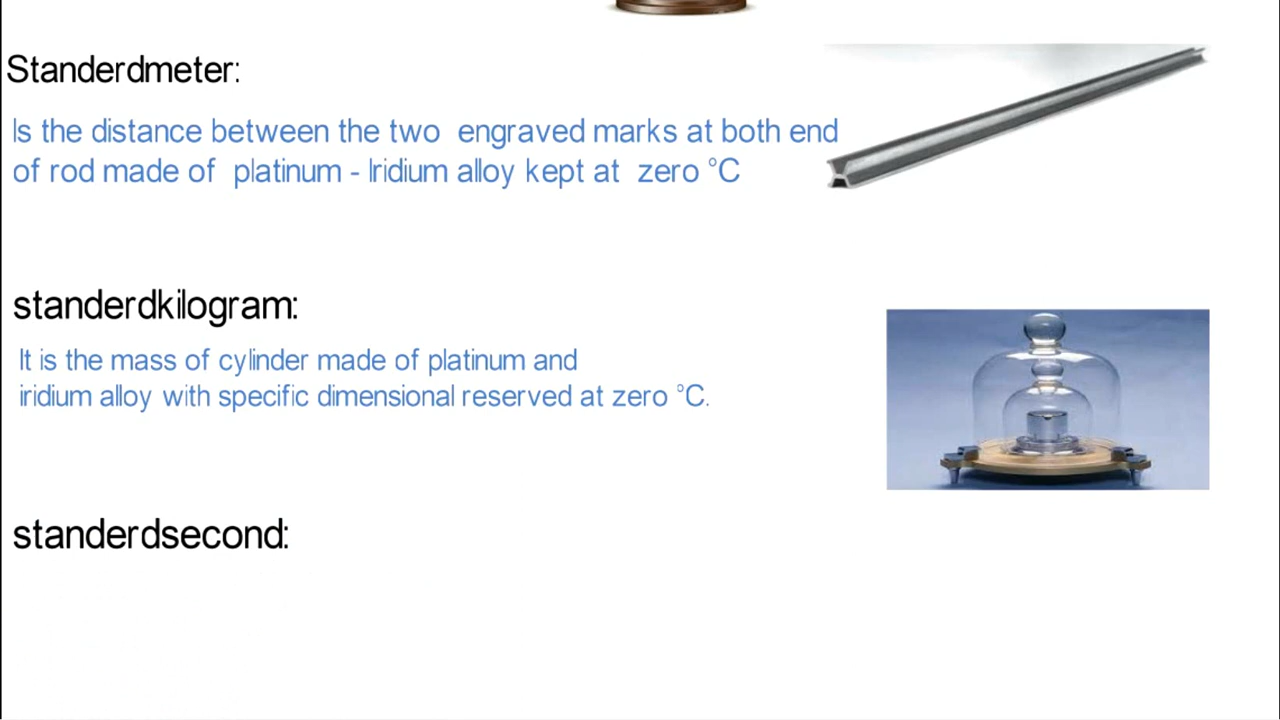 Standerdmeter:
Is the distance between the two engraved marks at both end
of rod made of platinum - Iridium alloy kept at zero °C
standerdkilogram:
It is the mass of cylinder made of platinum and
iridium alloy with specific dimensional reserved at zero °C.
standerdsecond: